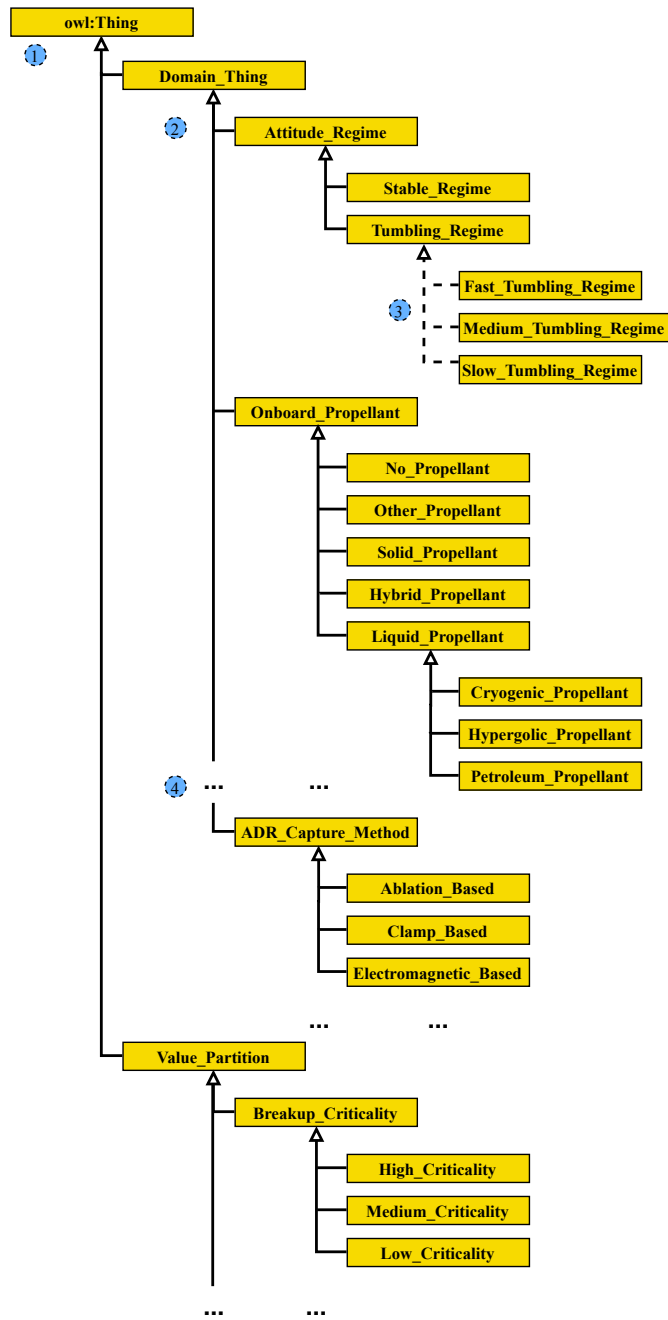 owl:Thing
1
Domain_Thing
2
Attitude_Regime
Stable_Regime
Tumbling_Regime
Fast_Tumbling_Regime
3
Medium_Tumbling_Regime
Slow_Tumbling_Regime
Onboard_Propellant
No_Propellant
Other_Propellant
Solid_Propellant
Hybrid_Propellant
Liquid_Propellant
Cryogenic_Propellant
Hypergolic_Propellant
Petroleum_Propellant
4 ... ...
ADR_Capture_Method
Ablation_Based
Clamp_Based
Electromagnetic_Based
... ...
Value_Partition
Breakup_Criticality
High_Criticality
Medium_Criticality
Low_Criticality
... ...